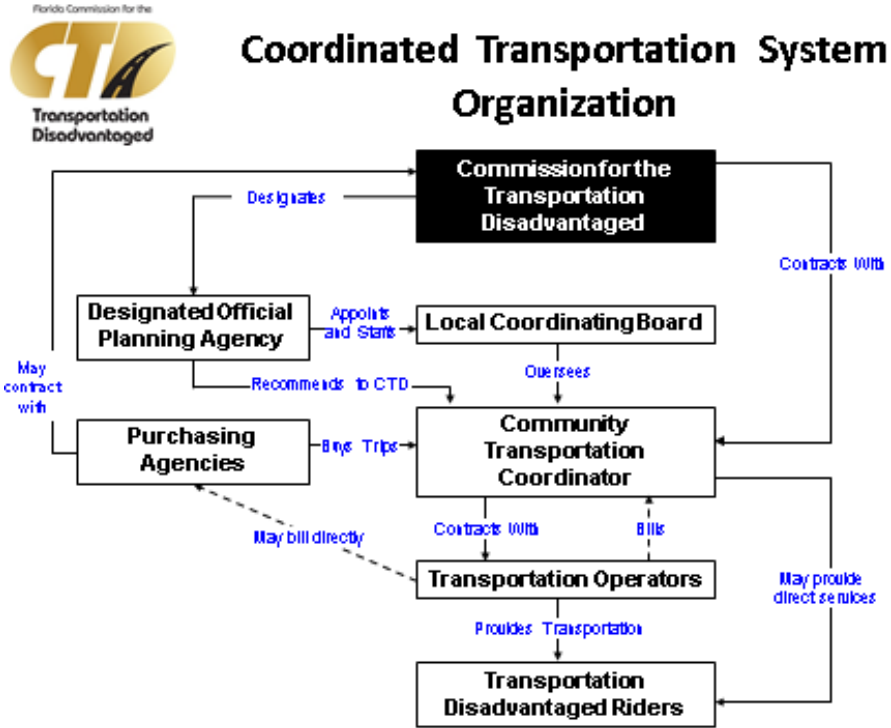 Florida Commission for the
CTD
Transportation
Disadvantaged
Coordinated Transportation System
Organization
Commission for the
Transportation
Disadvantaged
Designates
Contracts With
Designated Official
Planning Agency
Appoints
and Staffs
Local Coordinating Board
May
contract
with
Recommends to CTD
Oversees
Purchasing
Agencies
Buys Trips
Community
Transportation
Coordinator
May bill directly
Contracts With
Bills
Transportation Operators
May provide
direct services
Provides Transportation
Transportation
Disadvantaged Riders